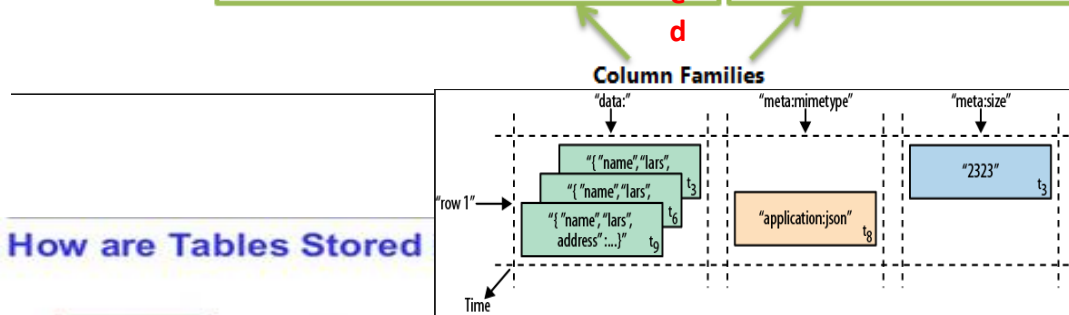 d
Column Families
"data:"
"meta:mimetype"
"meta:size"
"{ "name","lars",
t3
"{ "name","lars",
t6
"{ "name","lars",
address" :...}"
t9
"row 1"
"application:json"
t8
"2323"
t3
Time
How are Tables Stored